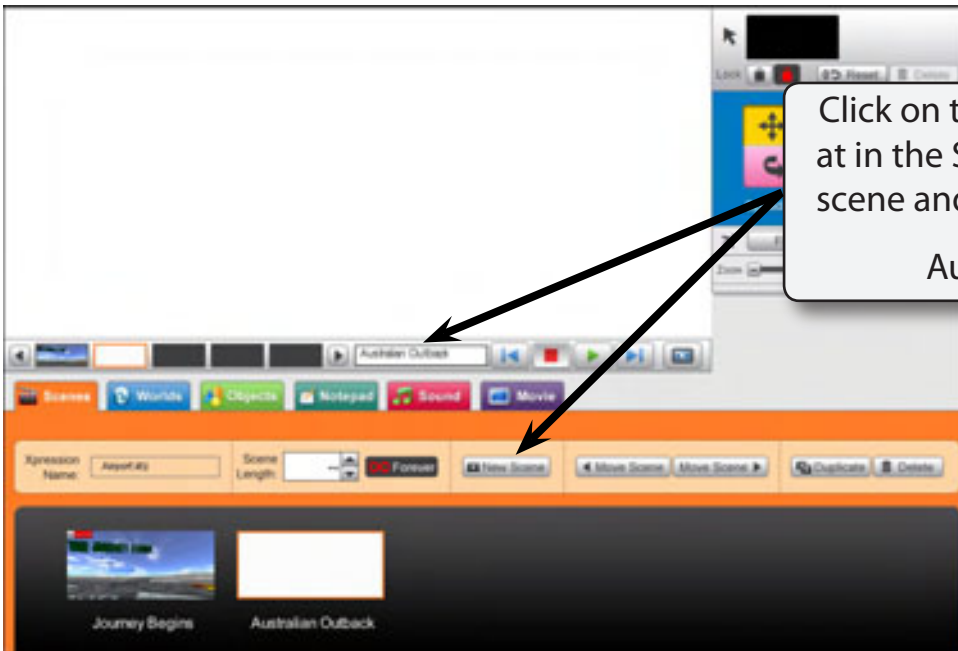 Lock
Reset
Delete
Click on t
at in the S
scene and
Au
Zoom
Australian Outback
Scenes
Worlds
Objects
Notepad
Sound
Movie
Xpression
Name:
Scene
Length:
Forever
New Scene
Move Scene
Move Scene
Duplicate
Delete
Journey Begins
Australian Outback